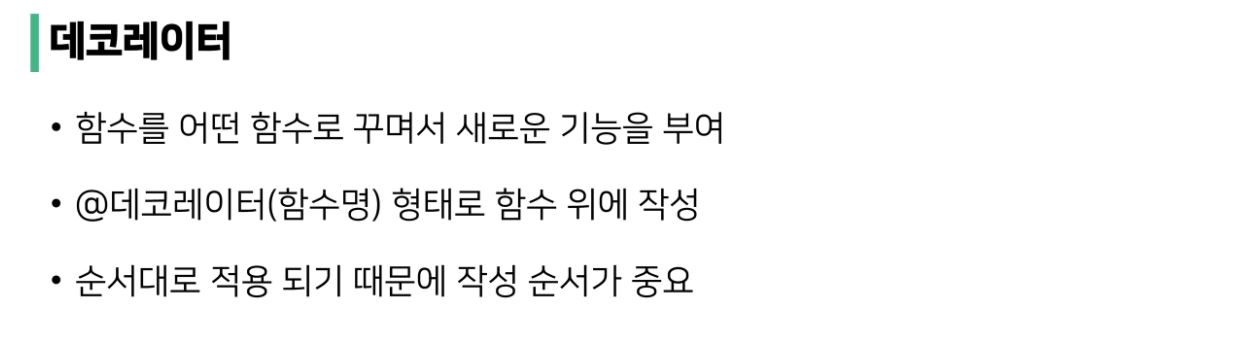 데코레이터
• 함수를 어떤 함수로 꾸며서 새로운 기능을 부여
• @데코레이터(함수명) 형태로 함수 위에 작성
• 순서대로 적용 되기 때문에 작성 순서가 중요